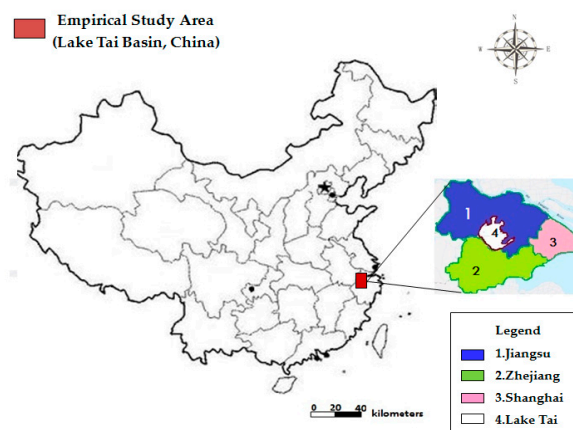 Empirical Study Area
(Lake Tai Basin, China)
N
W
E
S
1
4
3
2
Legend
1.Jiangsu
2.Zhejiang
3.Shanghai
4.Lake Tai
0 20 40 kilometers